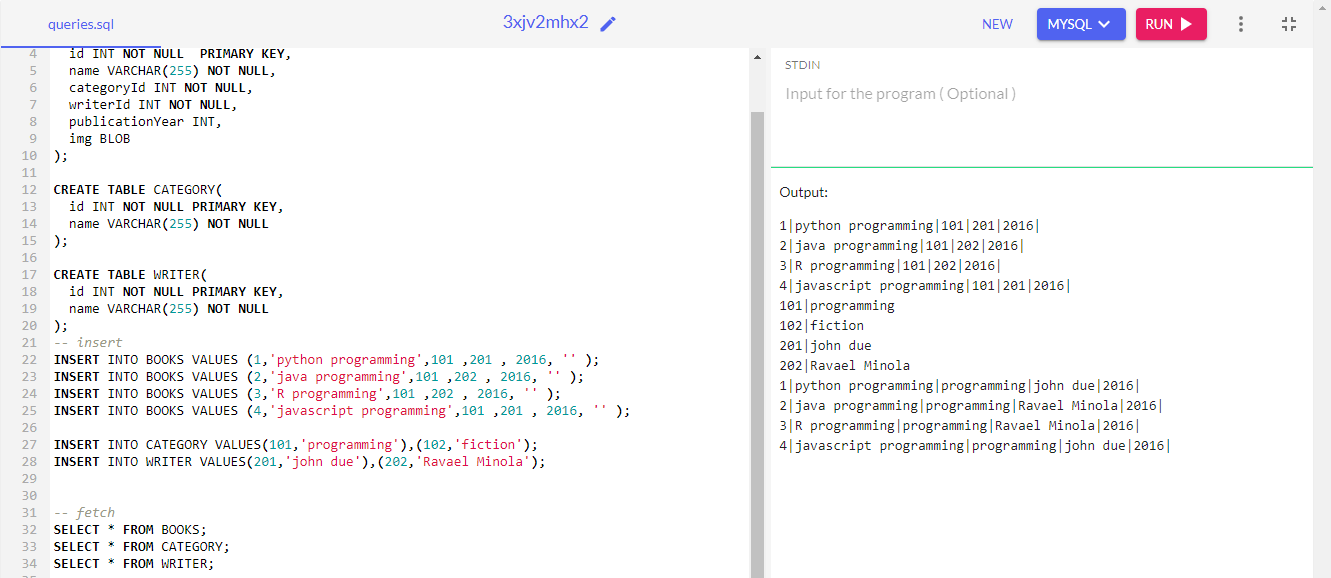 queries.sql
3xjv2mhx2
NEW
MYSQL
RUN
4 id INT NOT NULL  PRIMARY KEY,
5 name VARCHAR(255) NOT NULL,
6 categoryId INT NOT NULL,
7 writerId INT NOT NULL,
8 publicationYear INT,
9 img BLOB
10 );
11
12 CREATE TABLE CATEGORY(
13 id INT NOT NULL PRIMARY KEY,
14 name VARCHAR(255) NOT NULL
15 );
16
17 CREATE TABLE WRITER(
18 id INT NOT NULL PRIMARY KEY,
19 name VARCHAR(255) NOT NULL
20 );
21 -- insert
22 INSERT INTO BOOKS VALUES (1,'python programming',101 ,201 , 2016, '' );
23 INSERT INTO BOOKS VALUES (2,'java programming',101 ,202 , 2016, '' );
24 INSERT INTO BOOKS VALUES (3,'R programming',101 ,202 , 2016, '' );
25 INSERT INTO BOOKS VALUES (4,'javascript programming',101 ,201 , 2016, '' );
26
27 INSERT INTO CATEGORY VALUES(101,'programming'),(102,'fiction');
28 INSERT INTO WRITER VALUES(201,'john due'),(202,'Ravael Minola');
29
30
31 -- fetch
32 SELECT * FROM BOOKS;
33 SELECT * FROM CATEGORY;
34 SELECT * FROM WRITER;
STDIN
Input for the program ( Optional )
Output:
1|python programming|101|201|2016|
2|java programming|101|202|2016|
3|R programming|101|202|2016|
4|javascript programming|101|201|2016|
101|programming
102|fiction
201|john due
202|Ravael Minola
1|python programming|programming|john due|2016|
2|java programming|programming|Ravael Minola|2016|
3|R programming|programming|Ravael Minola|2016|
4|javascript programming|programming|john due|2016|